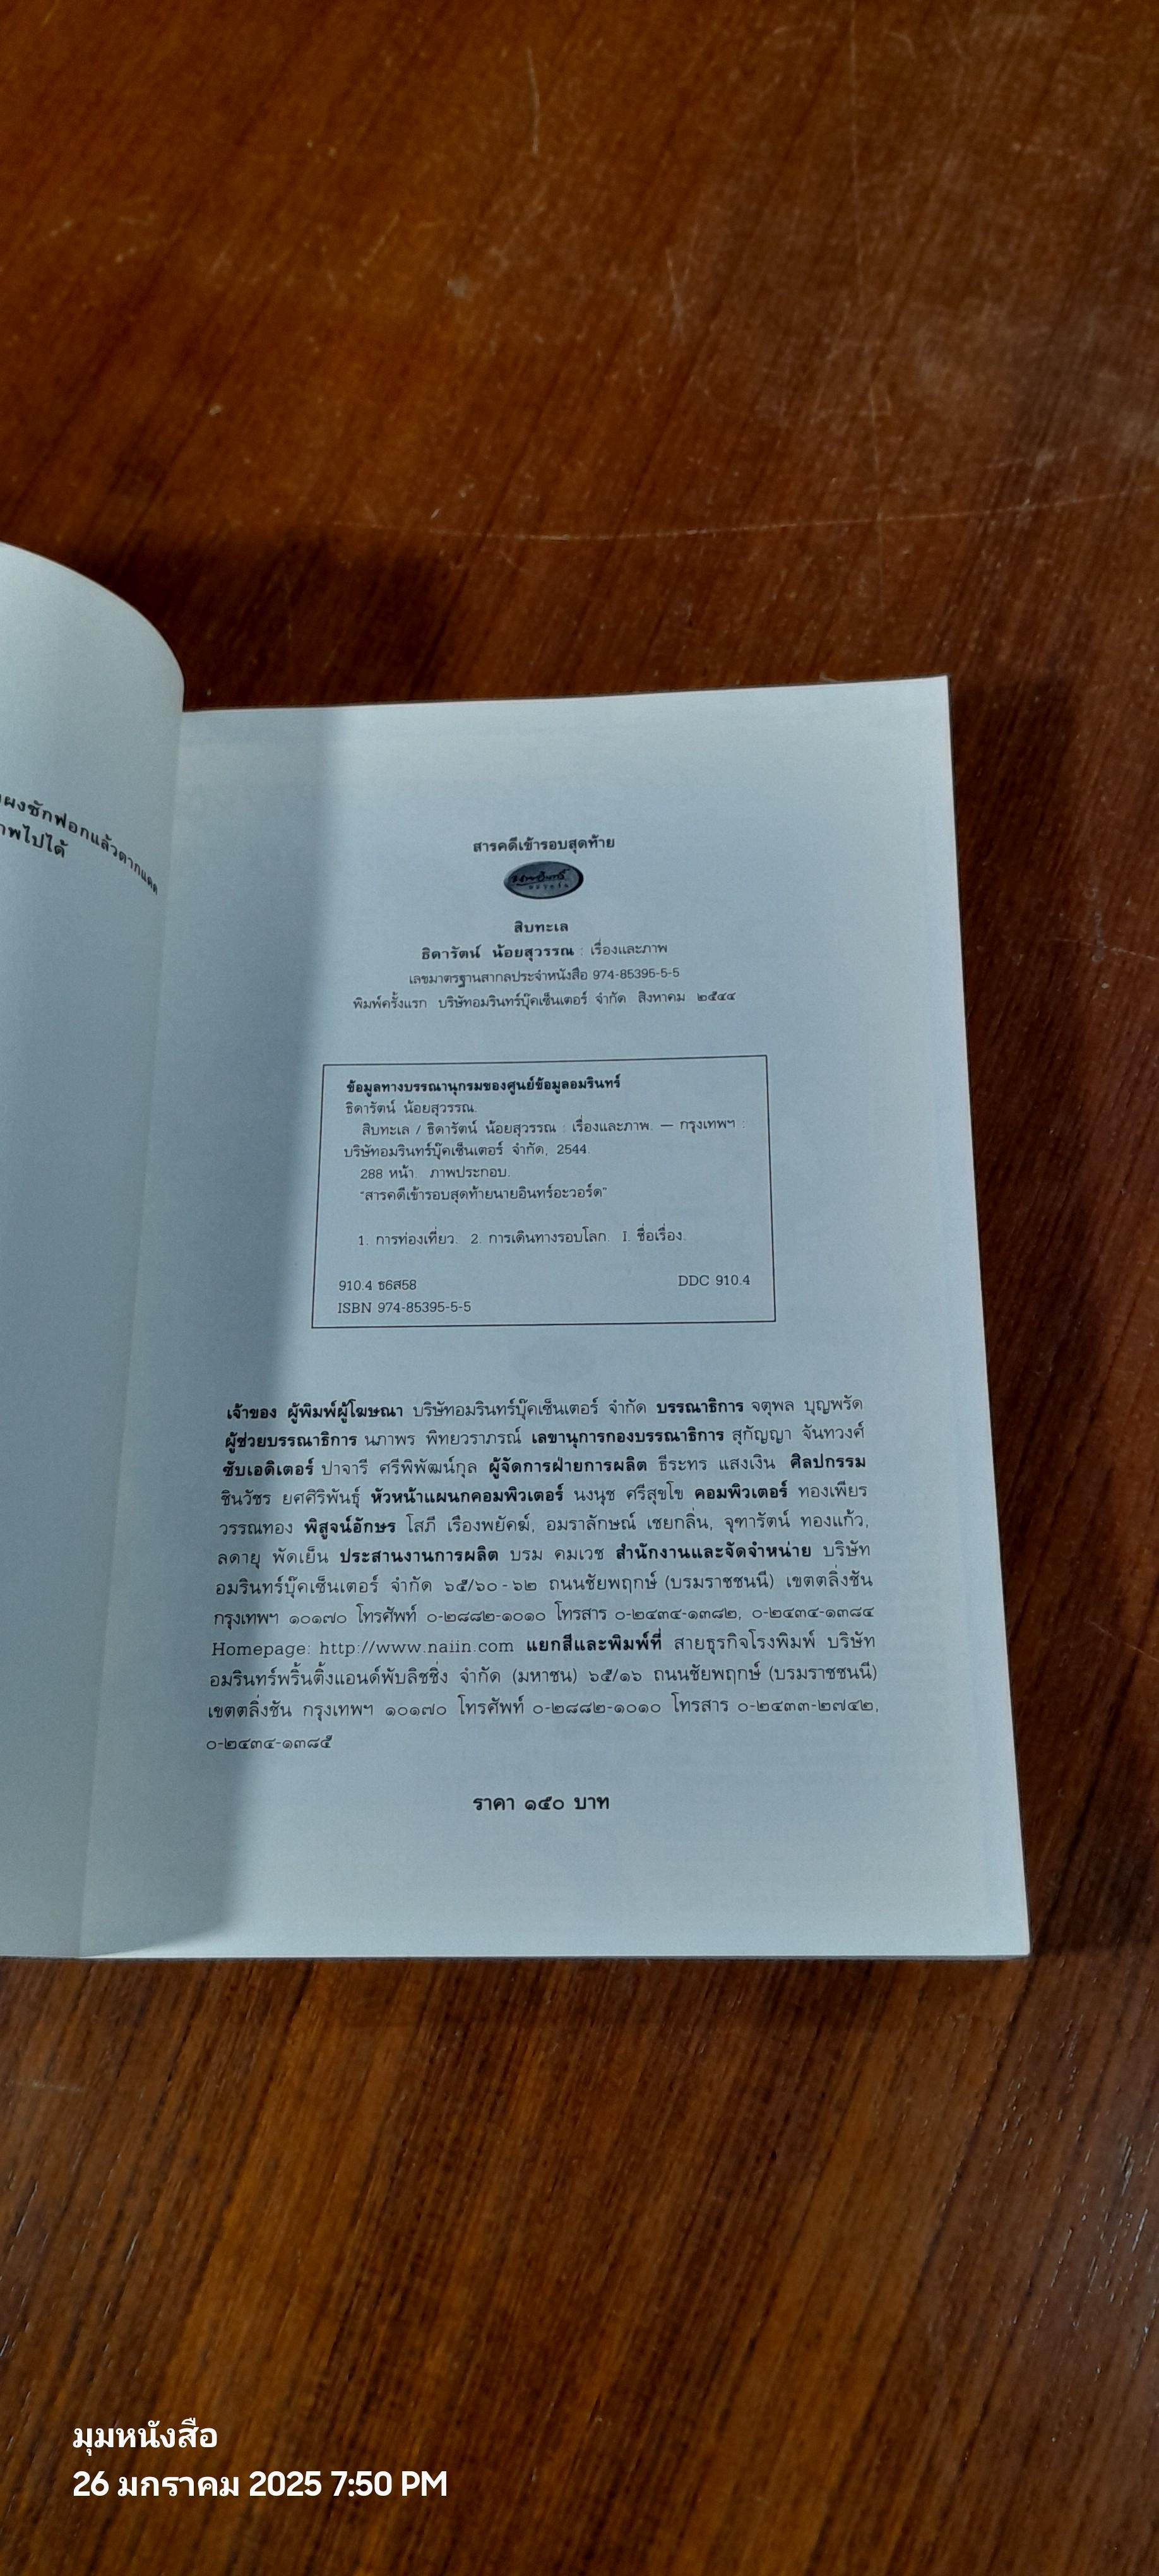 ผงซักฟอกแล้วตากแดด
าพไปได้
สารคดีเข้ารอบสุดท้าย
นายอินทร์
อะวอร์ด
สิบทะเล
ธิดารัตน์ น้อยสุวรรณ : เรื่องและภาพ
เลขมาตรฐานสากลประจำหนังสือ 974-85395-5-5
พิมพ์ครั้งแรก บริษัทอมรินทร์บุ๊คเซ็นเตอร์ จำกัด สิงหาคม ๒๕๔๔
ข้อมูลทางบรรณานุกรมของศูนย์ข้อมูลอมรินทร์
ธิดารัตน์ น้อยสุวรรณ.
สิบทะเล / ธิดารัตน์ น้อยสุวรรณ : เรื่องและภาพ. — กรุงเทพฯ :
บริษัทอมรินทร์บุ๊คเซ็นเตอร์ จำกัด, 2544.
288 หน้า. ภาพประกอบ.
"สารคดีเข้ารอบสุดท้ายนายอินทร์อะวอร์ด"
1. การท่องเที่ยว. 2. การเดินทางรอบโลก. I. ชื่อเรื่อง.
910.4 ธ6ส58 DDC 910.4
ISBN 974-85395-5-5
เจ้าของ ผู้พิมพ์ผู้โฆษณา บริษัทอมรินทร์บุ๊คเซ็นเตอร์ จำกัด บรรณาธิการ จตุพล บุญพรัด
ผู้ช่วยบรรณาธิการ นภาพร พิทยวราภรณ์ เลขานุการกองบรรณาธิการ สุกัญญา จันทวงศ์
ซับเอดิเตอร์ ปาจารี ศรีพิพัฒน์กุล ผู้จัดการฝ่ายการผลิต ธีระทร แสงเงิน ศิลปกรรม
ชินวัชร ยศศิริพันธุ์ หัวหน้าแผนกคอมพิวเตอร์ นงนุช ศรีสุขโข คอมพิวเตอร์ ทองเพียร
วรรณทอง พิสูจน์อักษร โสภี เรืองพยัคฆ์, อมราลักษณ์ เชยกลิ่น, จุฑารัตน์ ทองแก้ว,
ลดายุ พัดเย็น ประสานงานการผลิต บรม คมเวช สำนักงานและจัดจำหน่าย บริษัท
อมรินทร์บุ๊คเซ็นเตอร์ จำกัด ๖๕/๖๐-๖๒ ถนนชัยพฤกษ์ (บรมราชชนนี) เขตตลิ่งชัน
กรุงเทพฯ ๑๐๑๗๐ โทรศัพท์ ๐-๒๘๘๒-๑๐๑๐ โทรสาร ๐-๒๔๓๔-๑๓๘๒, ๐-๒๔๓๔-๑๓๘๔
Homepage: http://www.naiin.com แยกสีและพิมพ์ที่ สายธุรกิจโรงพิมพ์ บริษัท
อมรินทร์พริ้นติ้งแอนด์พับลิชชิ่ง จำกัด (มหาชน) ๖๕/๑๖ ถนนชัยพฤกษ์ (บรมราชชนนี)
เขตตลิ่งชัน กรุงเทพฯ ๑๐๑๗๐ โทรศัพท์ ๐-๒๘๘๒-๑๐๑๐ โทรสาร ๐-๒๔๓๓-๒๗๔๒,
๐-๒๔๓๔-๑๓๘๕
ราคา ๑๕๐ บาท
มุมหนังสือ
26 มกราคม 2025 7:50 PM